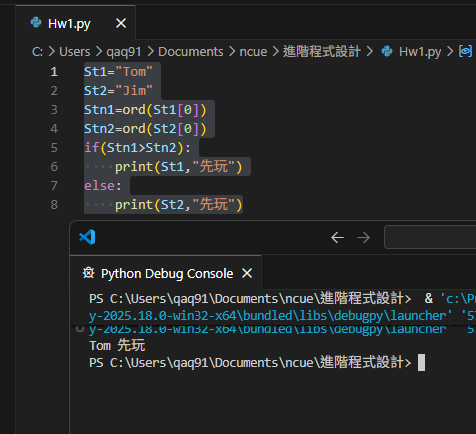 Hw1.py
C: > Users > qaq91 > Documents > ncue > 進階程式設計 > Hw1.py >
1 St1="Tom"
2 St2="Jim"
3 Stn1=ord(St1[0])
4 Stn2=ord(St2[0])
5 if(Stn1>Stn2):
6 ····print(St1,"先玩")
7 else:
8 ····print(St2,"先玩")
Python Debug Console
PS C:\Users\qaq91\Documents\ncue\進階程式設計> & 'c:\P
y-2025.18.0-win32-x64\bundled\libs\debugpy\launcher' '5
y-2025.18.0-win32-x64\bundled\libs\debugpy\launcher' 5
Tom 先玩
PS C:\Users\qaq91\Documents\ncue\進階程式設計>